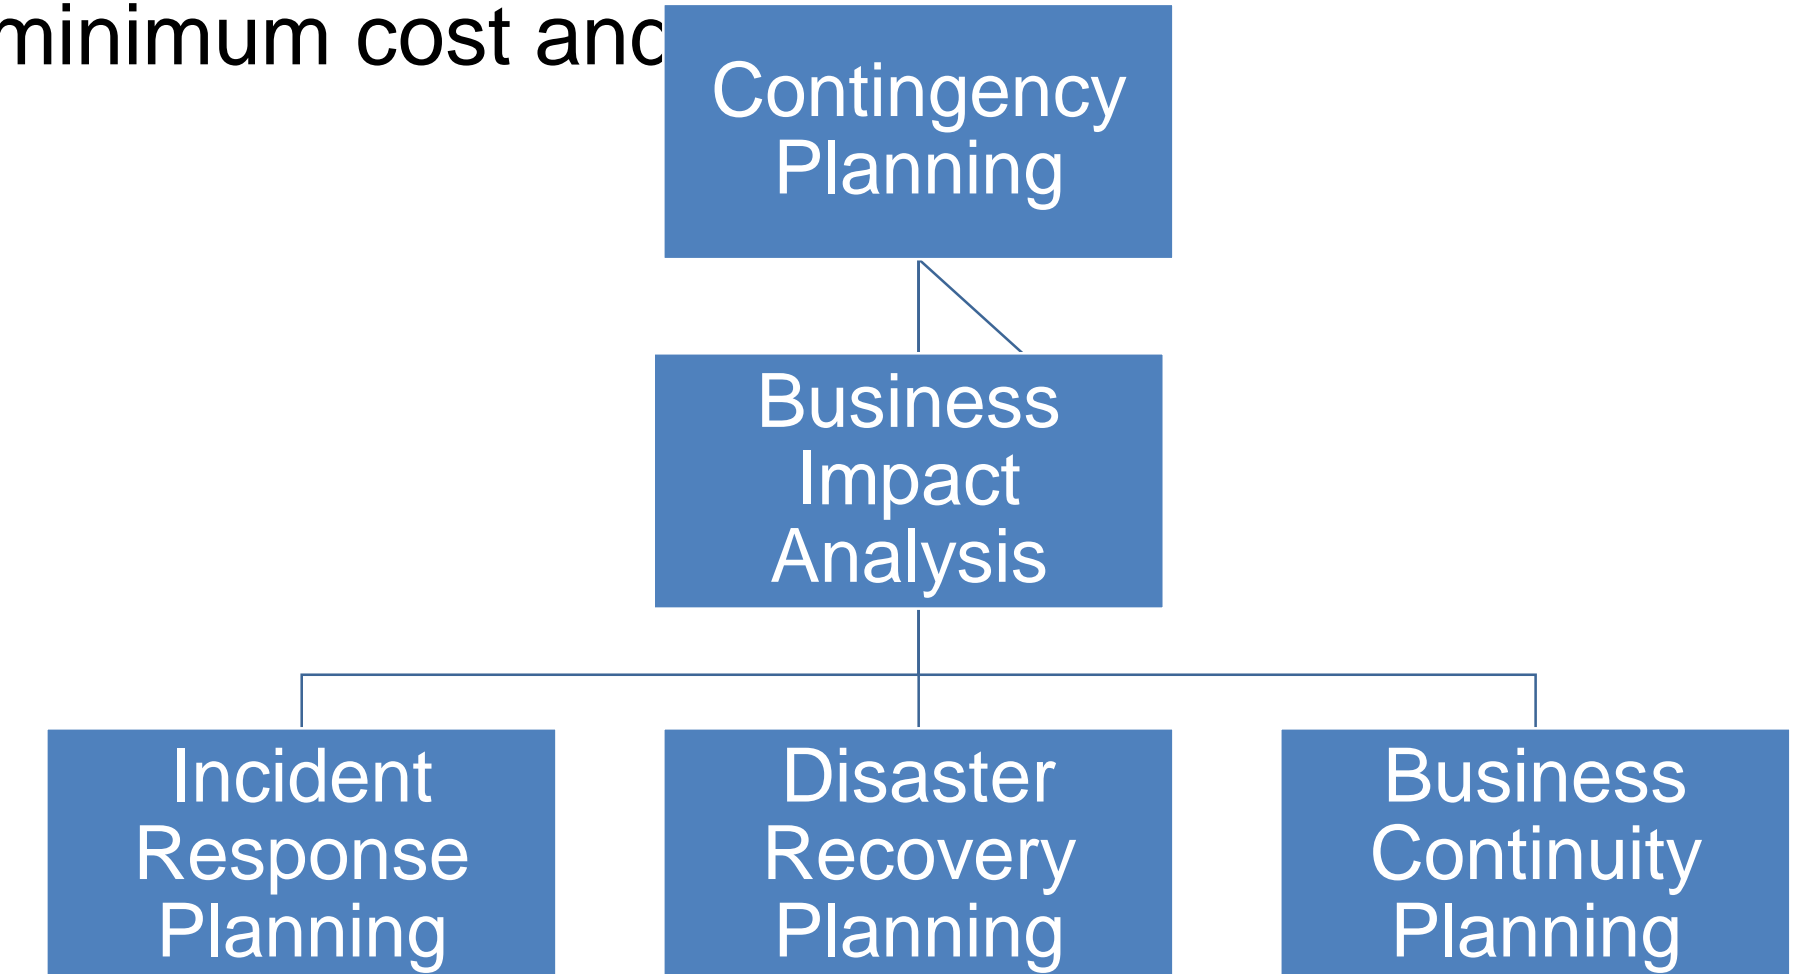 minimum cost and
Contingency
Planning
Business
Impact
Analysis
Incident
Response
Planning
Disaster
Recovery
Planning
Business
Continuity
Planning